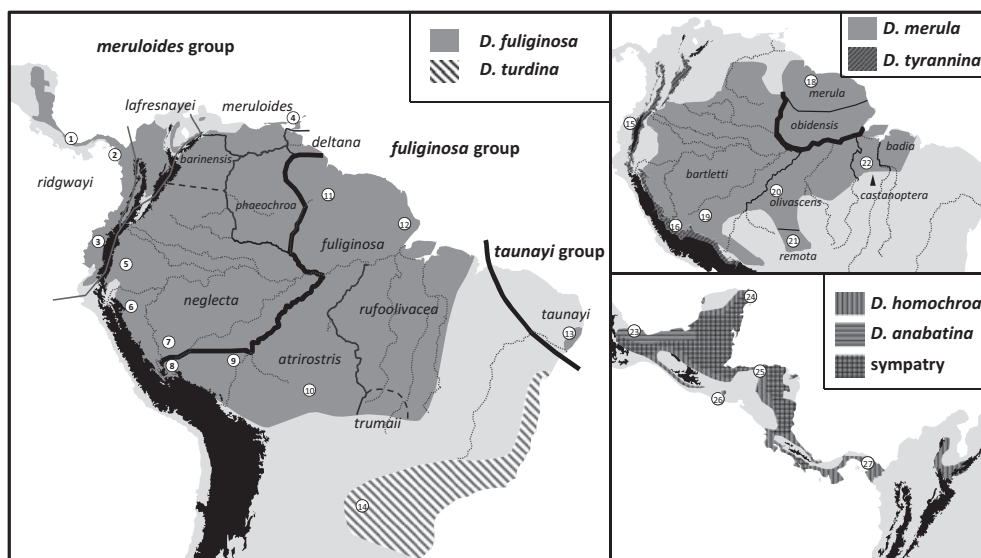 meruloides group
D. fuliginosa
D. turdina
lafresnayei
meruloides
4
deltana
1
2
barinensis
fuliginosa group
ridgwayi
phaeochroa
11
12
3
fuliginosa
5
taunayi group
neglecta
6
rufoolivacea
taunayi
13
7
8
9
atrirostris
10
trumaii
14
D. merula
D. tyrannina
18
merula
15
obidensis
badia
22
bartletti
20
castanoptera
olivascens
16
19
21
remota
24
D. homochroa
23
D. anabatina
sympatry
25
26
27